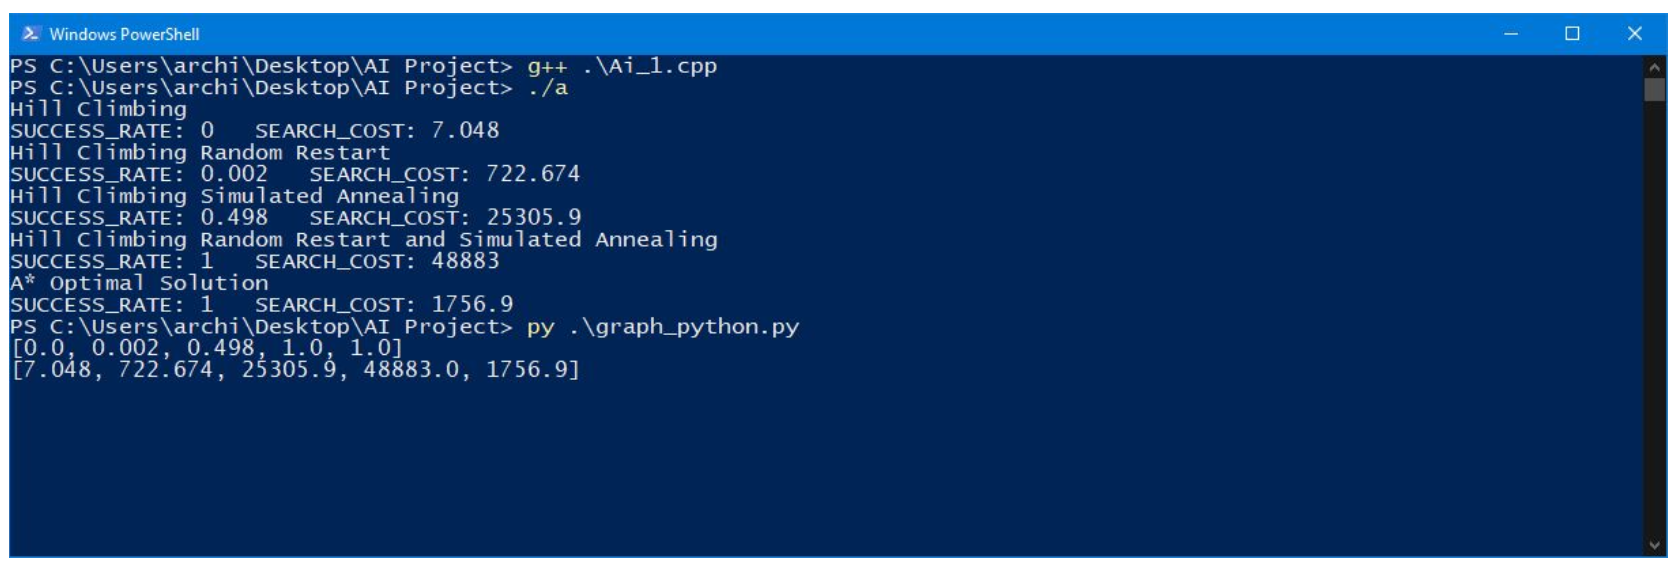 Windows PowerShell
PS C:\Users\archi\Desktop\AI Project> g++ .\Ai_1.cpp
PS C:\Users\archi\Desktop\AI Project> ./a
Hill Climbing
SUCCESS_RATE: 0   SEARCH_COST: 7.048
Hill Climbing Random Restart
SUCCESS_RATE: 0.002   SEARCH_COST: 722.674
Hill Climbing Simulated Annealing
SUCCESS_RATE: 0.498   SEARCH_COST: 25305.9
Hill Climbing Random Restart and Simulated Annealing
SUCCESS_RATE: 1   SEARCH_COST: 48883
A* Optimal Solution
SUCCESS_RATE: 1   SEARCH_COST: 1756.9
PS C:\Users\archi\Desktop\AI Project> py .\graph_python.py
[0.0, 0.002, 0.498, 1.0, 1.0]
[7.048, 722.674, 25305.9, 48883.0, 1756.9]